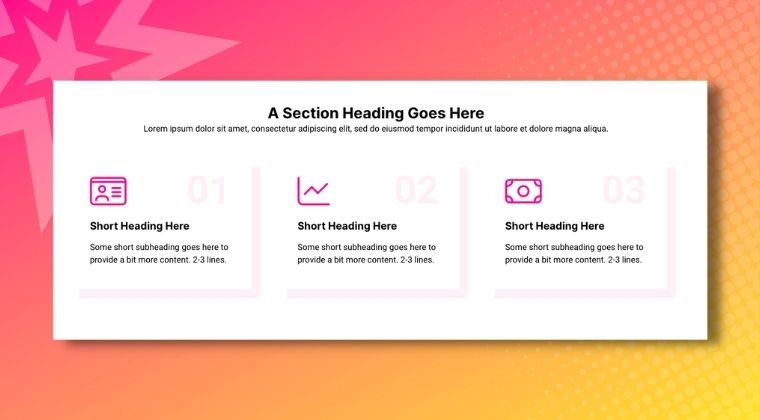 A Section Heading Goes Here
Lorem ipsum dolor sit amet, consectetur adipiscing elit, sed do eiusmod tempor incididunt ut labore et dolore magna aliqua.
01
Short Heading Here
Some short subheading goes here to
provide a bit more content. 2-3 lines.
02
Short Heading Here
Some short subheading goes here to
provide a bit more content. 2-3 lines.
03
Short Heading Here
Some short subheading goes here to
provide a bit more content. 2-3 lines.